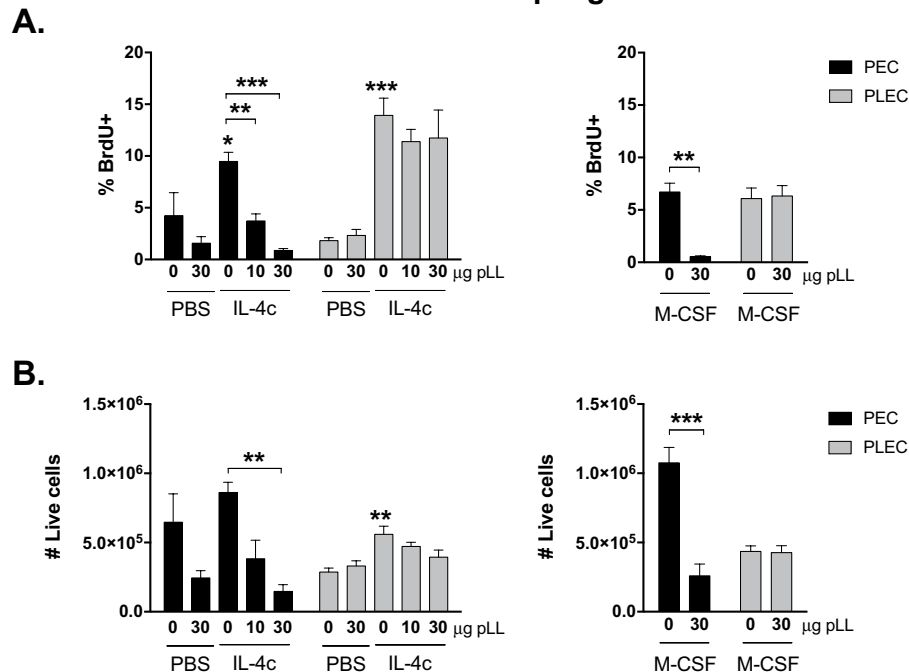 A.
% BrdU+
20
15
10
5
0
***
**
*
***
0 30 0 10 30 0 30 0 10 30 μg pLL
PBS IL-4c PBS IL-4c
% BrdU+
20
15
10
5
0
**
0 30 0 30 μg pLL
M-CSF M-CSF
PEC
PLEC
B.
# Live cells
1.5×10⁶
1.0×10⁶
5.0×10⁵
0.0
**
**
0 30 0 10 30 0 30 0 10 30 μg pLL
PBS IL-4c PBS IL-4c
# Live cells
1.5×10⁶
1.0×10⁶
5.0×10⁵
0.0
***
0 30 0 30 μg pLL
M-CSF M-CSF
PEC
PLEC